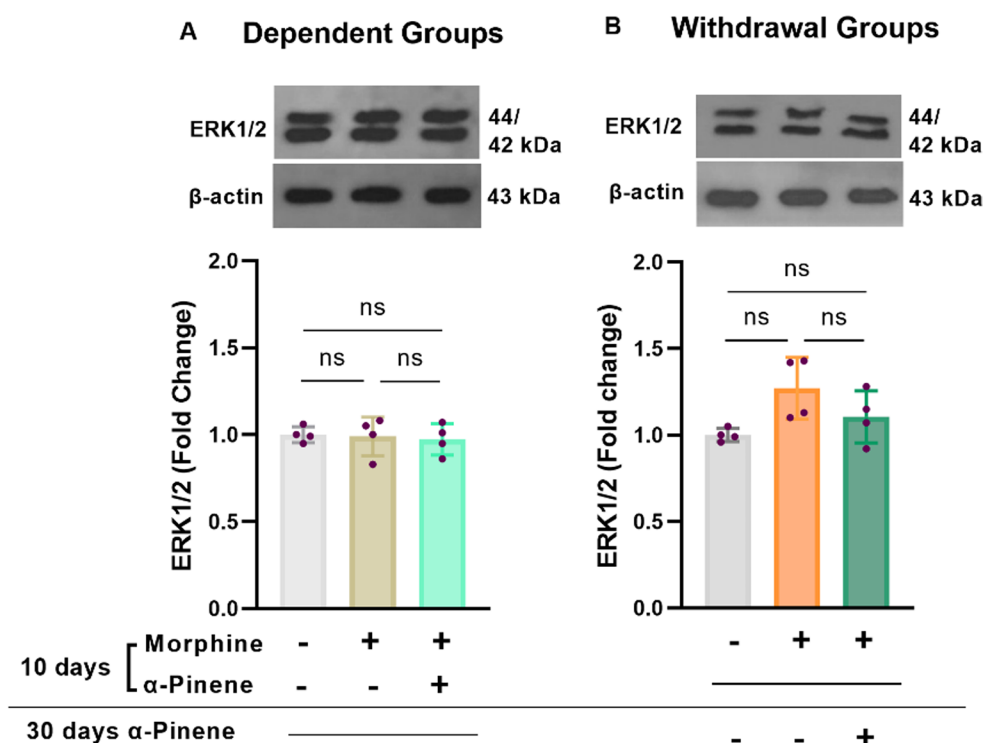 A Dependent Groups
ERK1/2 44/ 42 kDa
β-actin 43 kDa
ERK1/2 (Fold Change)
2.0
1.5
1.0
0.5
0.0
ns
ns ns
B Withdrawal Groups
ERK1/2 44/ 42 kDa
β-actin 43 kDa
ERK1/2 (Fold change)
2.0
1.5
1.0
0.5
0.0
ns
ns ns
10 days
Morphine - + + - + +
α-Pinene - - +
30 days α-Pinene - - +